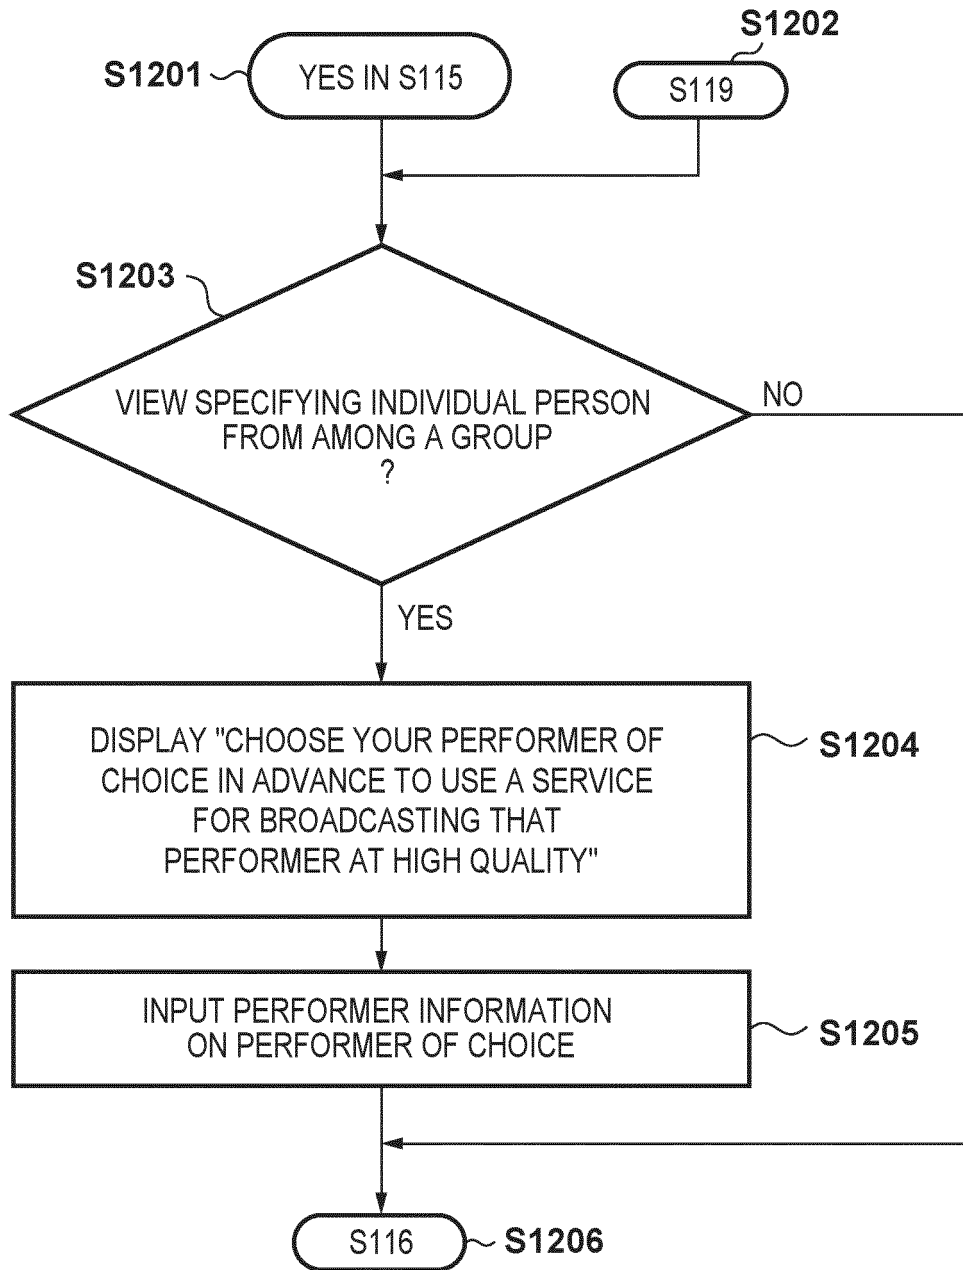 S1202
S1201
YES IN S115
S119
S1203
VIEW SPECIFYING INDIVIDUAL PERSON
FROM AMONG A GROUP
?
NO
YES
DISPLAY "CHOOSE YOUR PERFORMER OF
CHOICE IN ADVANCE TO USE A SERVICE
FOR BROADCASTING THAT
PERFORMER AT HIGH QUALITY"
S1204
INPUT PERFORMER INFORMATION
ON PERFORMER OF CHOICE
S1205
S116
S1206